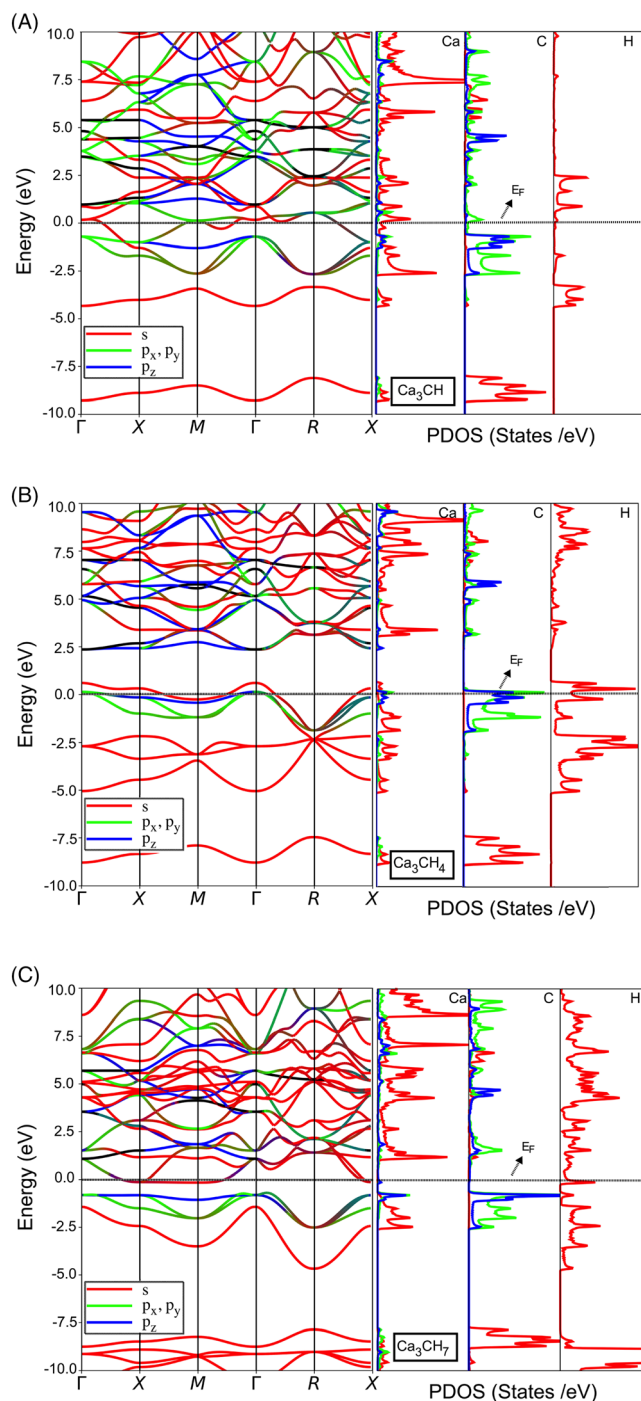 (A)
10.0
7.5
5.0
2.5
0.0
-2.5
-5.0
-7.5
-10.0
Energy (eV)
s
px, py
pz
Γ X M Γ R X
Ca C H
EF
Ca3CH
PDOS (States /eV)
(B)
10.0
7.5
5.0
2.5
0.0
-2.5
-5.0
-7.5
-10.0
Energy (eV)
s
px, py
pz
Γ X M Γ R X
Ca C H
EF
Ca3CH4
PDOS (States /eV)
(C)
10.0
7.5
5.0
2.5
0.0
-2.5
-5.0
-7.5
-10.0
Energy (eV)
s
px, py
pz
Γ X M Γ R X
Ca C H
EF
Ca3CH7
PDOS (States /eV)